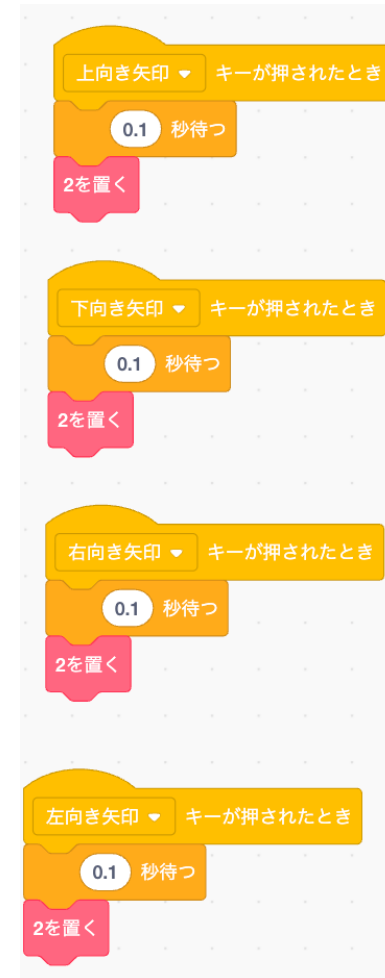 上向き矢印 キーが押されたとき
0.1 秒待つ
2を置く
下向き矢印 キーが押されたとき
0.1 秒待つ
2を置く
右向き矢印 キーが押されたとき
0.1 秒待つ
2を置く
左向き矢印 キーが押されたとき
0.1 秒待つ
2を置く